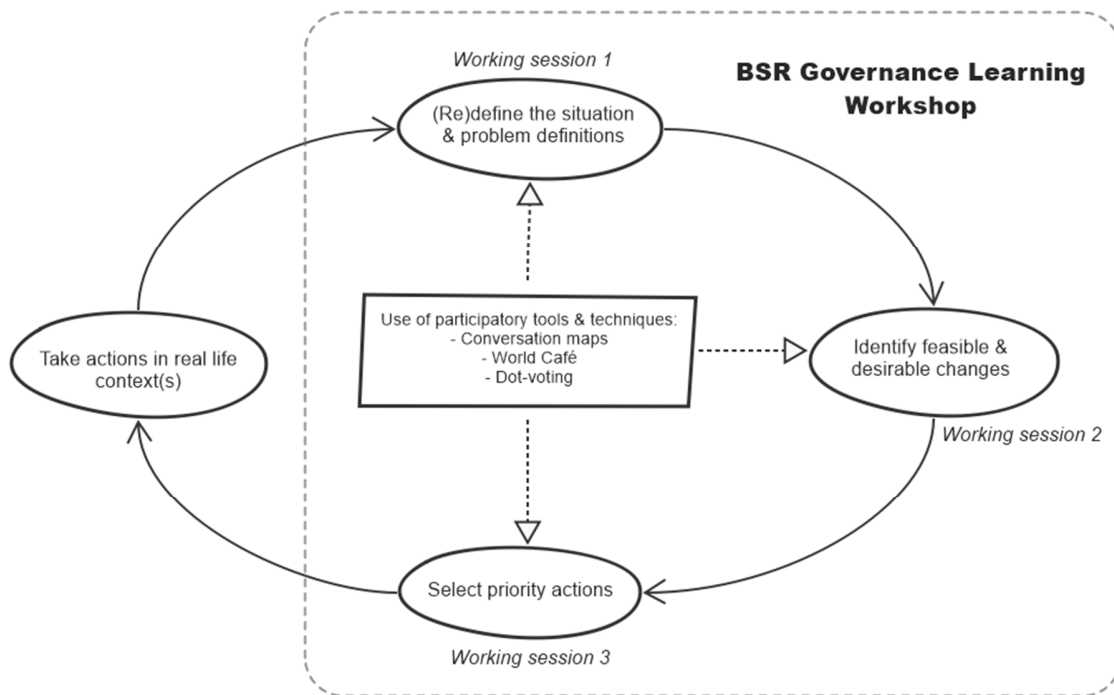 Working session 1
BSR Governance Learning
Workshop
(Re)define the situation
& problem definitions
Use of participatory tools & techniques:
- Conversation maps
- World Café
- Dot-voting
Take actions in real life
context(s)
Identify feasible &
desirable changes
Working session 2
Select priority actions
Working session 3